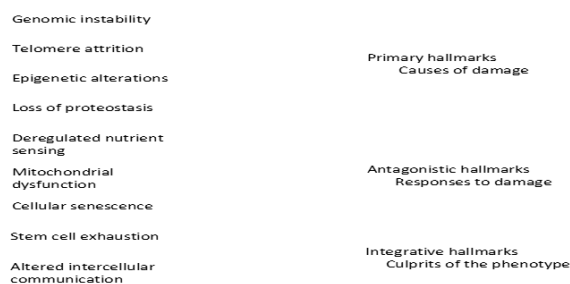 Genomic instability
Telomere attrition
Epigenetic alterations
Loss of proteostasis
Deregulated nutrient
sensing
Mitochondrial
dysfunction
Cellular senescence
Stem cell exhaustion
Altered intercellular
communication
Primary hallmarks
Causes of damage
Antagonistic hallmarks
Responses to damage
Integrative hallmarks
Culprits of the phenotype